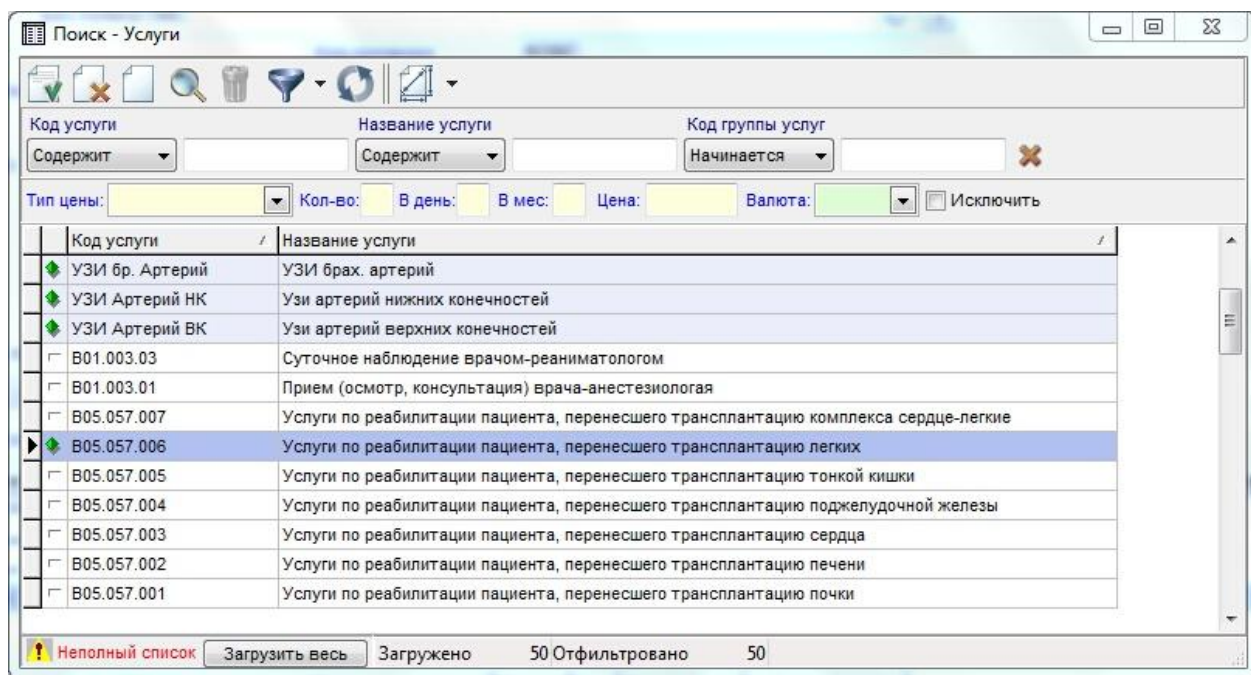 Поиск - Услуги
Код услуги Название услуги Код группы услуг
Содержит Содержит Начинается
Тип цены: Кол-во: В день: В мес: Цена: Валюта: Исключить
Код услуги Название услуги
УЗИ бр. Артерий УЗИ брах. артерий
УЗИ Артерий НК Узи артерий нижних конечностей
УЗИ Артерий ВК Узи артерий верхних конечностей
B01.003.03 Суточное наблюдение врачом-реаниматологом
B01.003.01 Прием (осмотр, консультация) врача-анестезиологая
B05.057.007 Услуги по реабилитации пациента, перенесшего трансплантацию комплекса сердце-легкие
B05.057.006 Услуги по реабилитации пациента, перенесшего трансплантацию легких
B05.057.005 Услуги по реабилитации пациента, перенесшего трансплантацию тонкой кишки
B05.057.004 Услуги по реабилитации пациента, перенесшего трансплантацию поджелудочной железы
B05.057.003 Услуги по реабилитации пациента, перенесшего трансплантацию сердца
B05.057.002 Услуги по реабилитации пациента, перенесшего трансплантацию печени
B05.057.001 Услуги по реабилитации пациента, перенесшего трансплантацию почки
Неполный список Загрузить весь Загружено 50 Отфильтровано 50